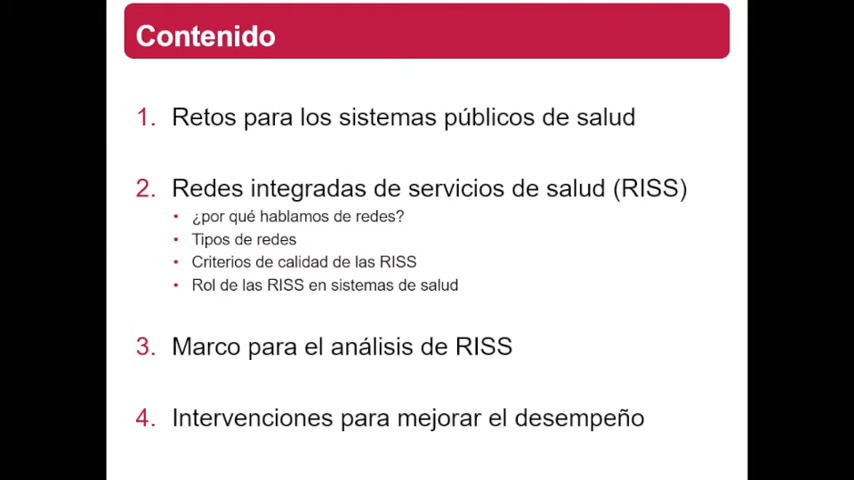 Contenido
1. Retos para los sistemas públicos de salud
2. Redes integradas de servicios de salud (RISS)
• ¿por qué hablamos de redes?
• Tipos de redes
• Criterios de calidad de las RISS
• Rol de las RISS en sistemas de salud
3. Marco para el análisis de RISS
4. Intervenciones para mejorar el desempeño